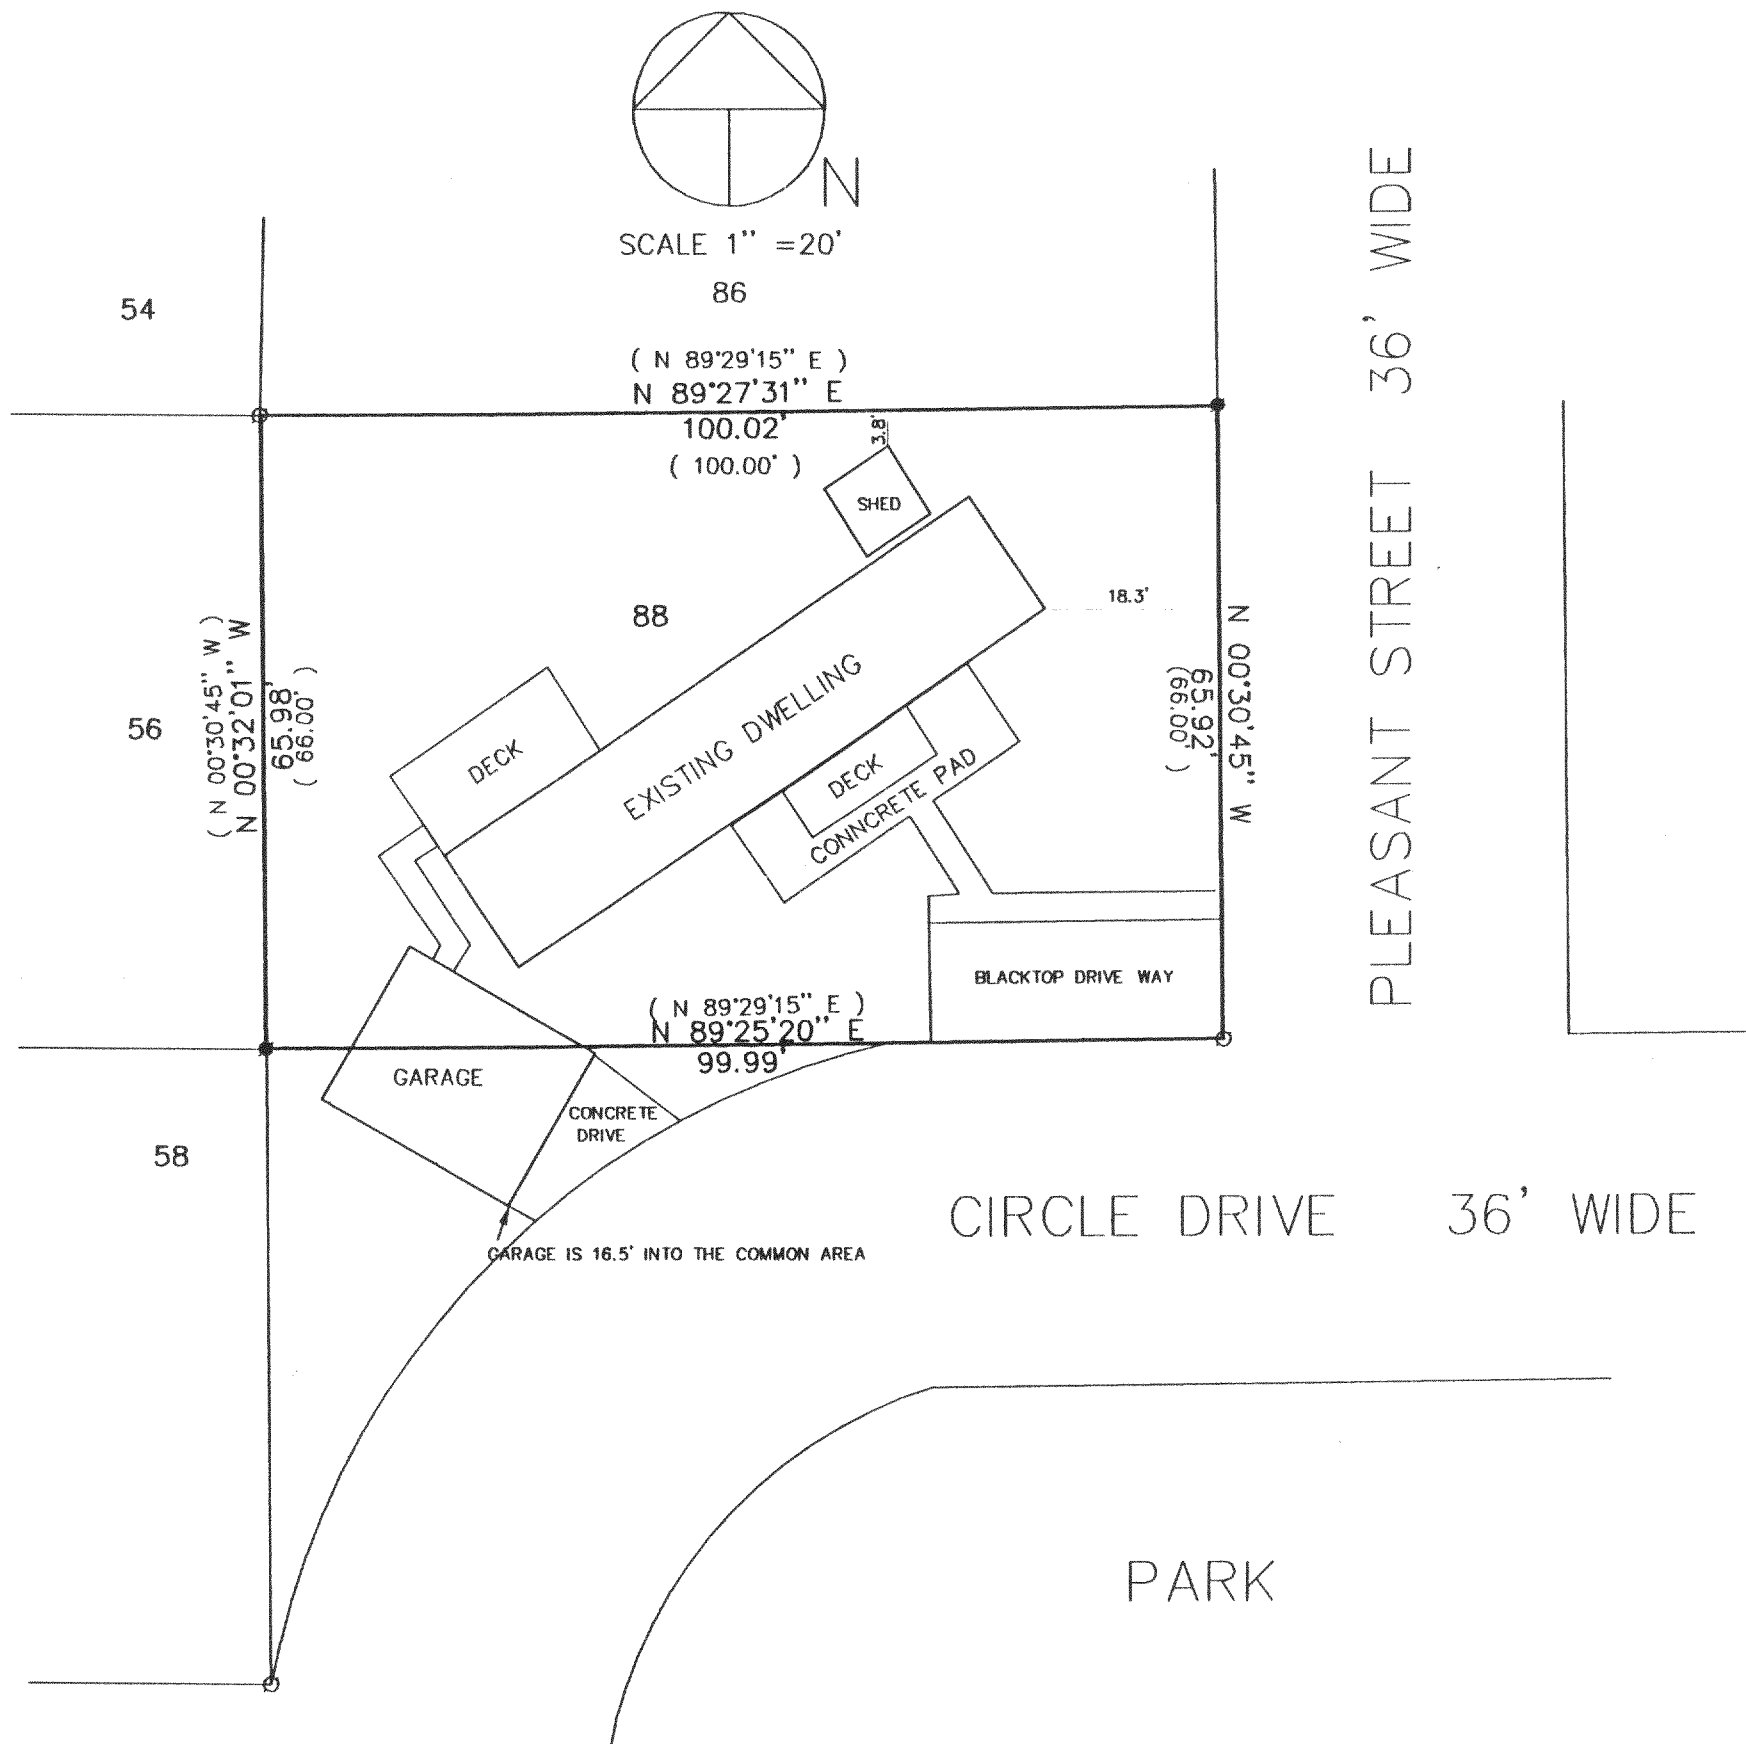 N
SCALE 1" =20'
86
54
( N 89°29'15" E )
N 89°27'31" E
100.02'
( 100.00' )
3.8'
SHED
PLEASANT STREET 36' WIDE
18.3'
88
( N 00°30'45" W )
N 00°32'01" W
65.98'
( 66.00' )
N 00°30'45" W
65.92'
(66.00')
56
DECK
EXISTING DWELLING
DECK
CONNCRETE PAD
BLACKTOP DRIVE WAY
( N 89°29'15" E )
N 89°25'20" E
99.99'
GARAGE
CONCRETE
DRIVE
58
CIRCLE DRIVE 36' WIDE
GARAGE IS 16.5' INTO THE COMMON AREA
PARK